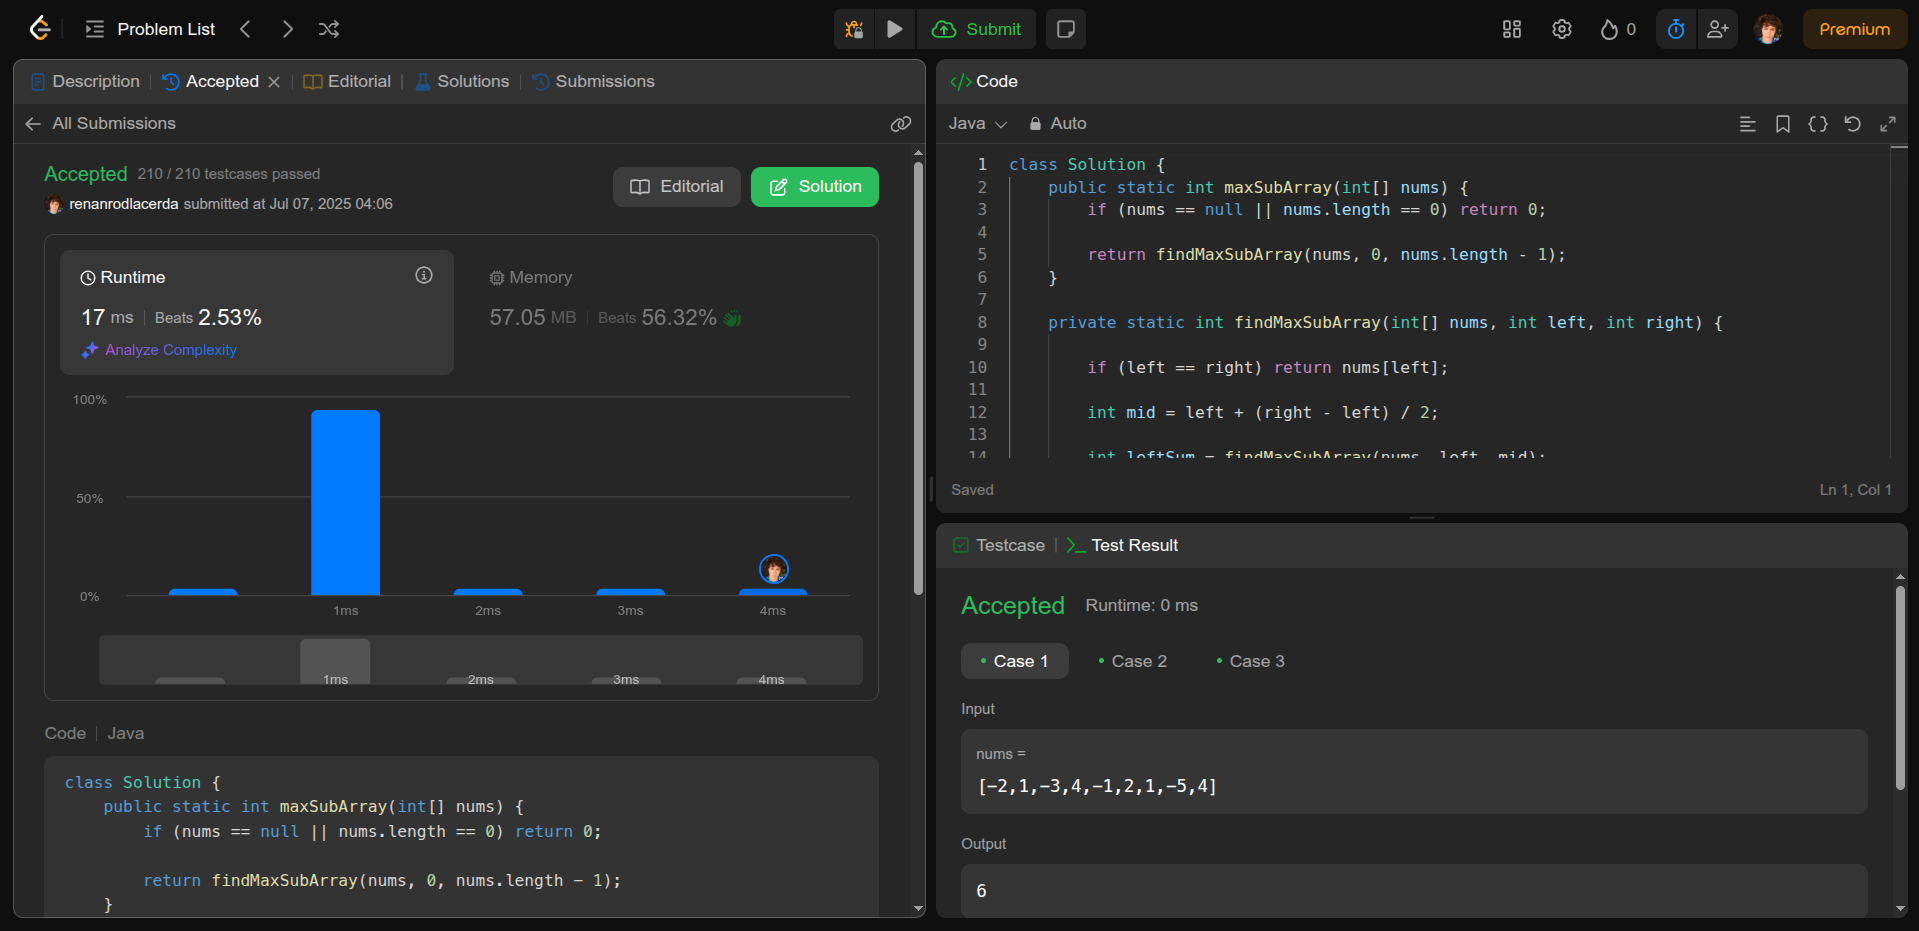 Problem List
Submit
0
Premium
Description
Accepted
Editorial
Solutions
Submissions
All Submissions
Accepted 210 / 210 testcases passed
renanrodlacerda submitted at Jul 07, 2025 04:06
Editorial
Solution
Runtime
17 ms Beats 2.53%
Analyze Complexity
Memory
57.05 MB Beats 56.32%
100%
50%
0%
1ms 2ms 3ms 4ms
1ms 2ms 3ms 4ms
Code Java
class Solution {
public static int maxSubArray(int[] nums) {
if (nums == null || nums.length == 0) return 0;
return findMaxSubArray(nums, 0, nums.length - 1);
}
</> Code
Java Auto
1 class Solution {
2 public static int maxSubArray(int[] nums) {
3 if (nums == null || nums.length == 0) return 0;
4
5 return findMaxSubArray(nums, 0, nums.length - 1);
6 }
7
8 private static int findMaxSubArray(int[] nums, int left, int right) {
9
10 if (left == right) return nums[left];
11
12 int mid = left + (right - left) / 2;
13
14 int leftSum = findMaxSubArray(nums, left, mid);
Saved Ln 1, Col 1
Testcase
Test Result
Accepted Runtime: 0 ms
Case 1 Case 2 Case 3
Input
nums =
[-2,1,-3,4,-1,2,1,-5,4]
Output
6